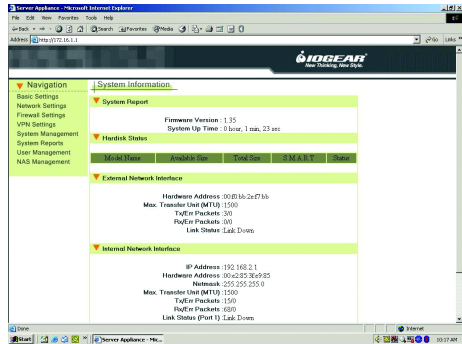 Server Appliance - Microsoft Internet Explorer
File Edit View Favorites Tools Help
Back Search Favorites Media
Address http://172.16.1.1 Go Links »
IOGEAR
New Thinking, New Style.
Navigation
Basic Settings
Network Settings
Firewall Settings
VPN Settings
System Management
System Reports
User Management
NAS Management
System Information
System Report
Firmware Version : 1.35
System Up Time : 0 hour, 1 min, 23 sec
Hardisk Status
Model Name Available Size Total Size S.M.A.R.T Status
External Network Interface
Hardware Address : 00:f0:bb:2e:f7:bb
Max. Transfer Unit (MTU) : 1500
Tx/Err Packets : 3/0
Rx/Err Packets : 0/0
Link Status : Link Down
Internal Network Interface
IP Address : 192.168.2.1
Hardware Address : 00:e2:85:3f:e9:85
Netmask : 255.255.255.0
Max. Transfer Unit (MTU) : 1500
Tx/Err Packets : 15/0
Rx/Err Packets : 68/0
Link Status (Port 1) : Link Down
Done Internet
Start Server Appliance - Mic... 10:17 AM